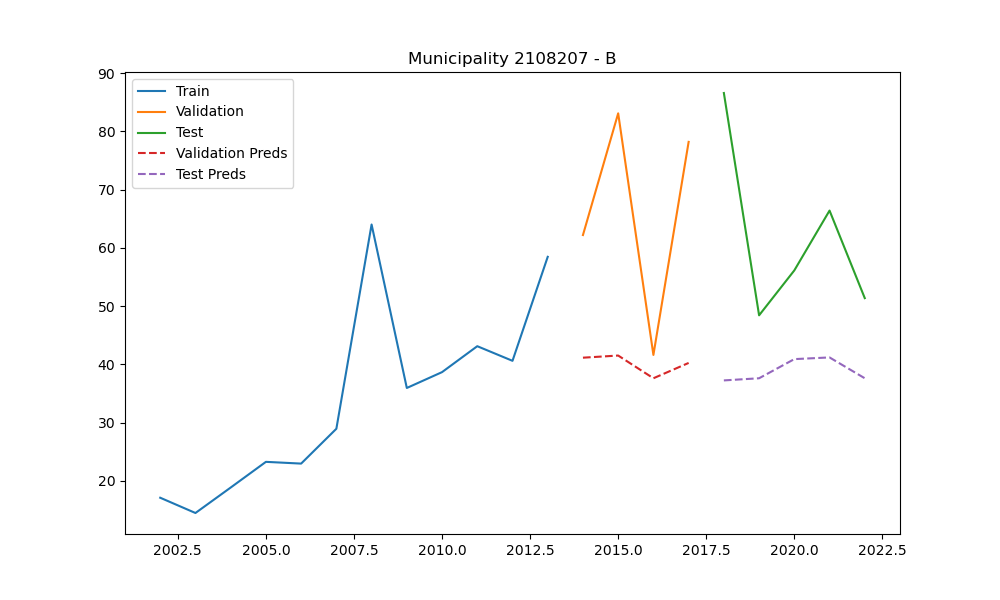 Municipality 2108207 - B
90
80
70
60
50
40
30
20
Train
Validation
Test
Validation Preds
Test Preds
2002.5 2005.0 2007.5 2010.0 2012.5 2015.0 2017.5 2020.0 2022.5